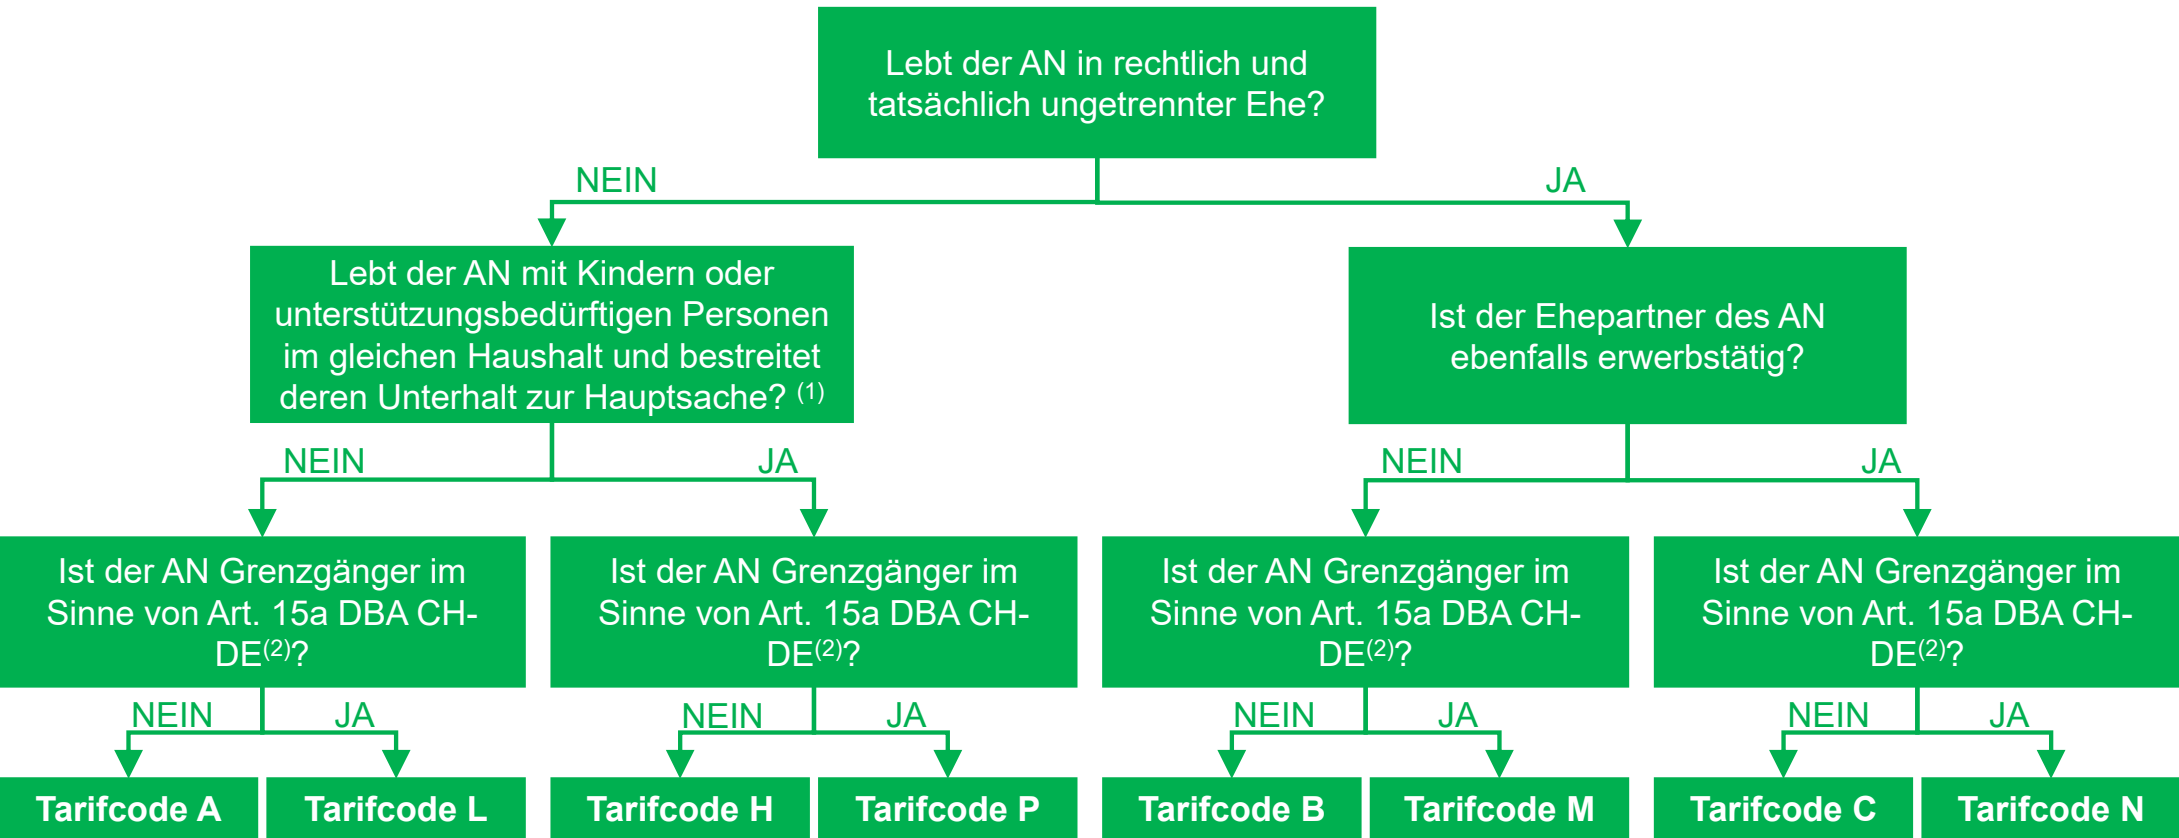 Lebt der AN in rechtlich und
tatsächlich ungetrennter Ehe?
NEIN
JA
Lebt der AN mit Kindern oder
unterstützungsbedürftigen Personen
im gleichen Haushalt und bestreitet
deren Unterhalt zur Hauptsache? (1)
Ist der Ehepartner des AN
ebenfalls erwerbstätig?
NEIN
JA
NEIN
JA
Ist der AN Grenzgänger im
Sinne von Art. 15a DBA CH-
DE(2)?
Ist der AN Grenzgänger im
Sinne von Art. 15a DBA CH-
DE(2)?
Ist der AN Grenzgänger im
Sinne von Art. 15a DBA CH-
DE(2)?
Ist der AN Grenzgänger im
Sinne von Art. 15a DBA CH-
DE(2)?
NEIN
JA
NEIN
JA
NEIN
JA
NEIN
JA
Tarifcode A
Tarifcode L
Tarifcode H
Tarifcode P
Tarifcode B
Tarifcode M
Tarifcode C
Tarifcode N